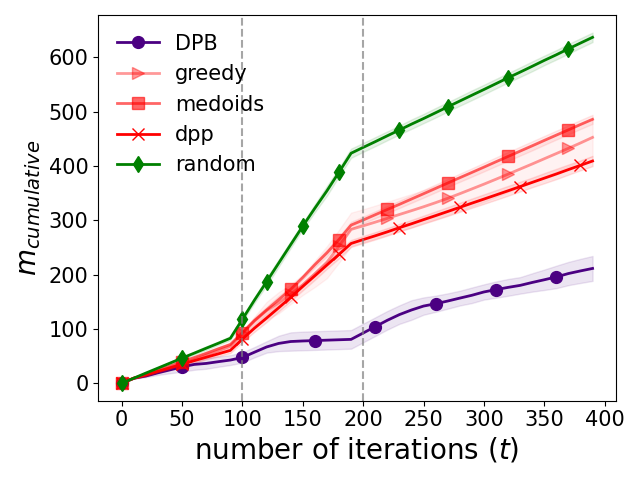 600
500
400
300
200
100
0
m_cumulative
DPB
greedy
medoids
dpp
random
0 50 100 150 200 250 300 350 400
number of iterations (t)